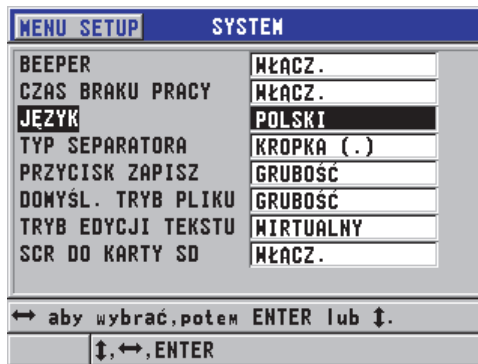 MENU SETUP SYSTEM
BEEPER WŁĄCZ.
CZAS BRAKU PRACY WŁĄCZ.
JĘZYK POLSKI
TYP SEPARATORA KROPKA (.)
PRZYCISK ZAPISZ GRUBOŚĆ
DOMYŚL. TRYB PLIKU GRUBOŚĆ
TRYB EDYCJI TEKSTU WIRTUALNY
SCR DO KARTY SD WŁĄCZ.
↔ aby wybrać,potem ENTER lub ↕.
↕,↔,ENTER